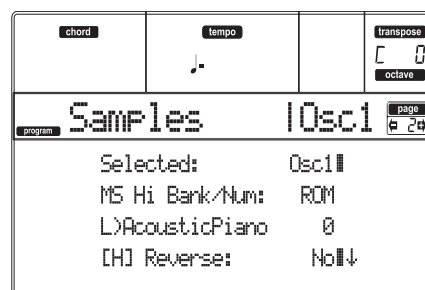 chord tempo transpose
♩= C 0
octave
program Samples |Osc1 page 2
Selected: Osc1
MS Hi Bank/Num: ROM
L)AcousticPiano 0
[H] Reverse: No↓